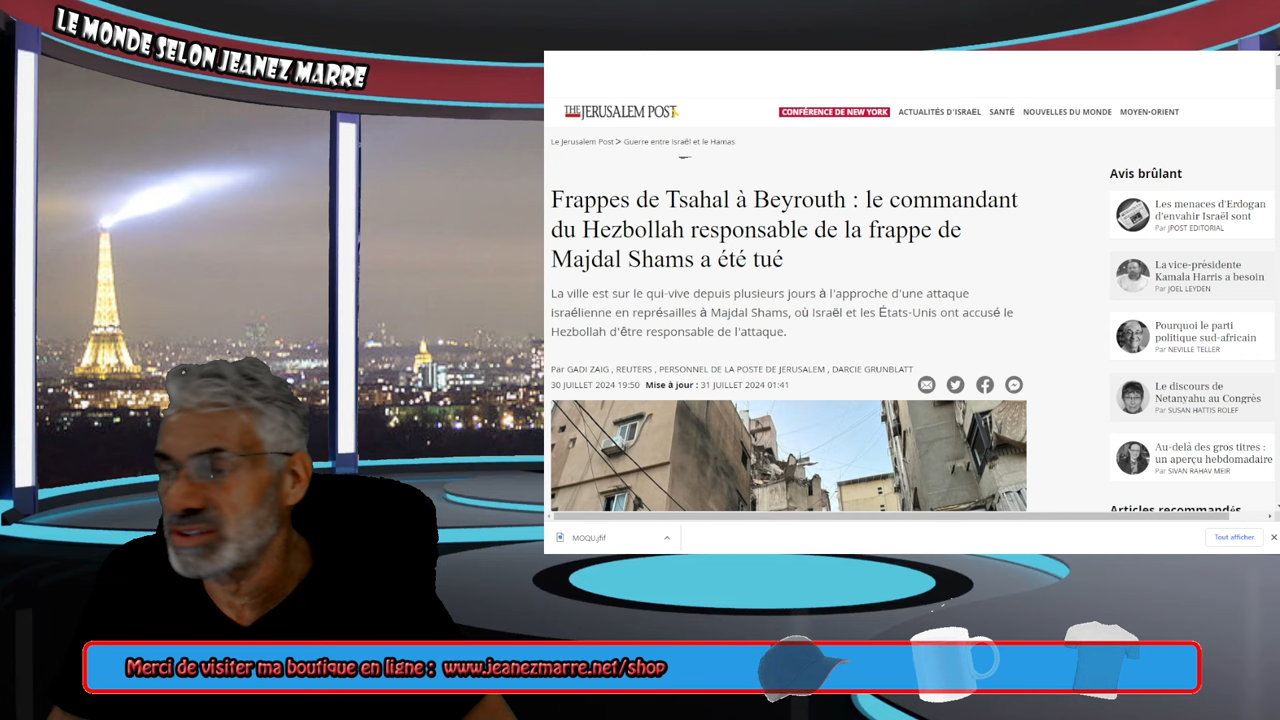 LE MONDE SELON JEANEZ MARRE
THE JERUSALEM POST
CONFÉRENCE DE NEW YORK ACTUALITÉS D'ISRAËL SANTÉ NOUVELLES DU MONDE MOYEN-ORIENT
Le Jerusalem Post > Guerre entre Israël et le Hamas
Frappes de Tsahal à Beyrouth : le commandant
du Hezbollah responsable de la frappe de
Majdal Shams a été tué
La ville est sur le qui-vive depuis plusieurs jours à l'approche d'une attaque
israélienne en représailles à Majdal Shams, où Israël et les États-Unis ont accusé le
Hezbollah d'être responsable de l'attaque.
Par GADI ZAIG , REUTERS , PERSONNEL DE LA POSTE DE JERUSALEM , DARCIE GRUNBLATT
30 JUILLET 2024 19:50 Mise à jour : 31 JUILLET 2024 01:41
Avis brûlant
Les menaces d'Erdogan
d'envahir Israël sont
Par JPOST EDITORIAL
La vice-présidente
Kamala Harris a besoin
Par JOEL LEYDEN
Pourquoi le parti
politique sud-africain
Par NEVILLE TELLER
Le discours de
Netanyahu au Congrès
Par SUSAN HATTIS ROLEF
Au-delà des gros titres :
un aperçu hebdomadaire
Par SIVAN RAHAV MEIR
Articles recommandés
MOQU.jfif
Tout afficher
Merci de visiter ma boutique en ligne : www.jeanezmarre.net/shop